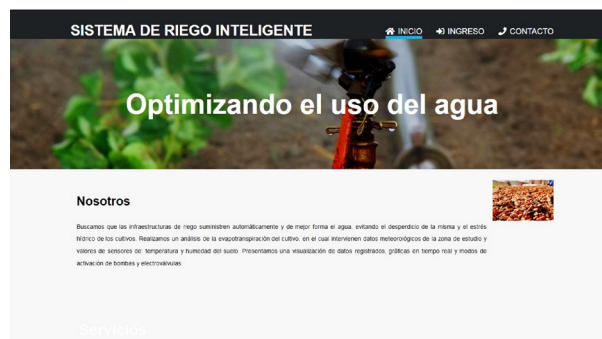 SISTEMA DE RIEGO INTELIGENTE
INICIO
INGRESO
CONTACTO
Optimizando el uso del agua
Nosotros
Buscamos que las infraestructuras de riego suministren automáticamente y de mejor forma el agua, evitando el desperdicio de la misma y el estrés
hídrico de los cultivos. Realizamos un análisis de la evapotranspiración del cultivo, en el cual intervienen datos meteorológicos de la zona de estudio y
valores de sensores de: temperatura y humedad del suelo. Presentamos una visualización de datos registrados, gráficas en tiempo real y modos de
activación de bombas y electroválvulas.
Servicios